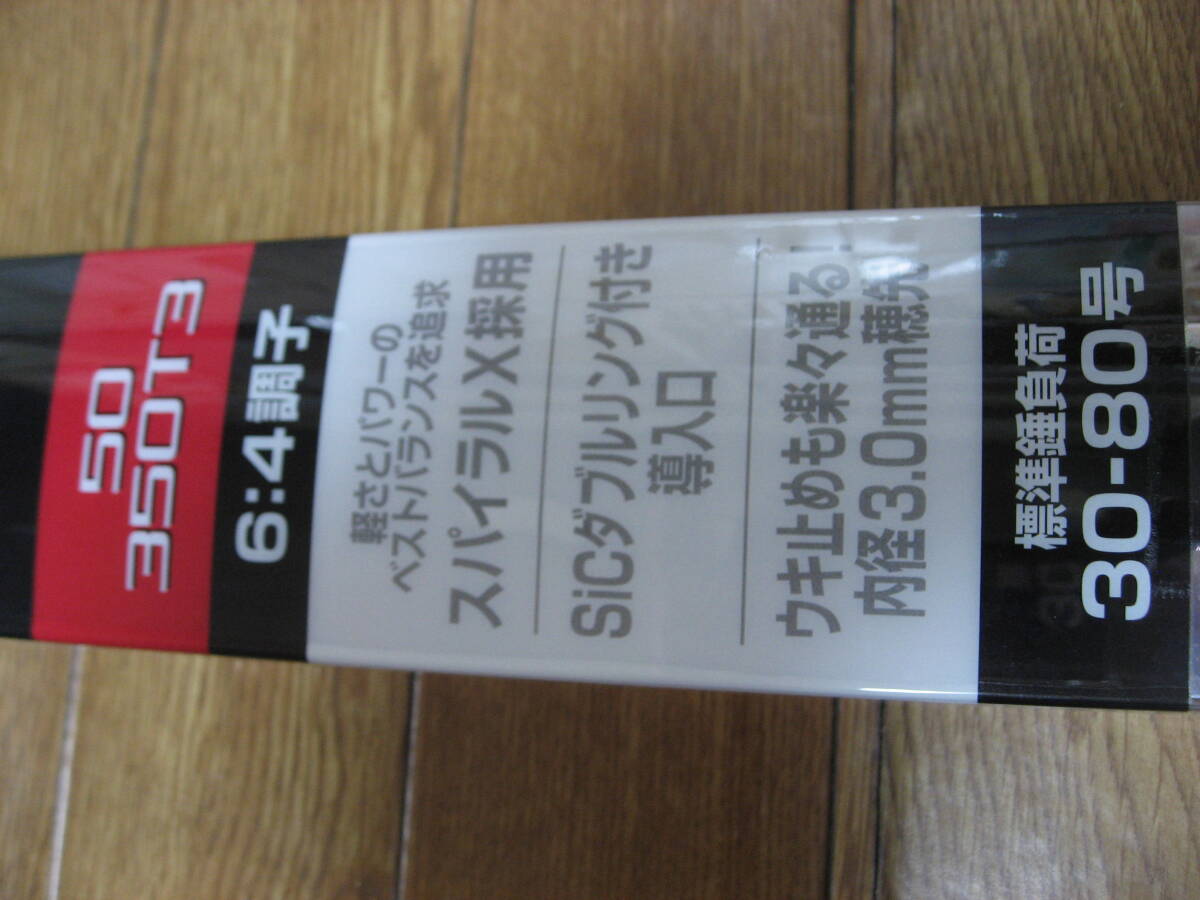 50
350T3
6:4調子
軽さとパワーの
ベストバランスを追求
スパイラルX採用
SiCダブルリング付き
導入口
ウキ止めも楽々通る!
内径3.0mm穂先
標準錘負荷
30-80号